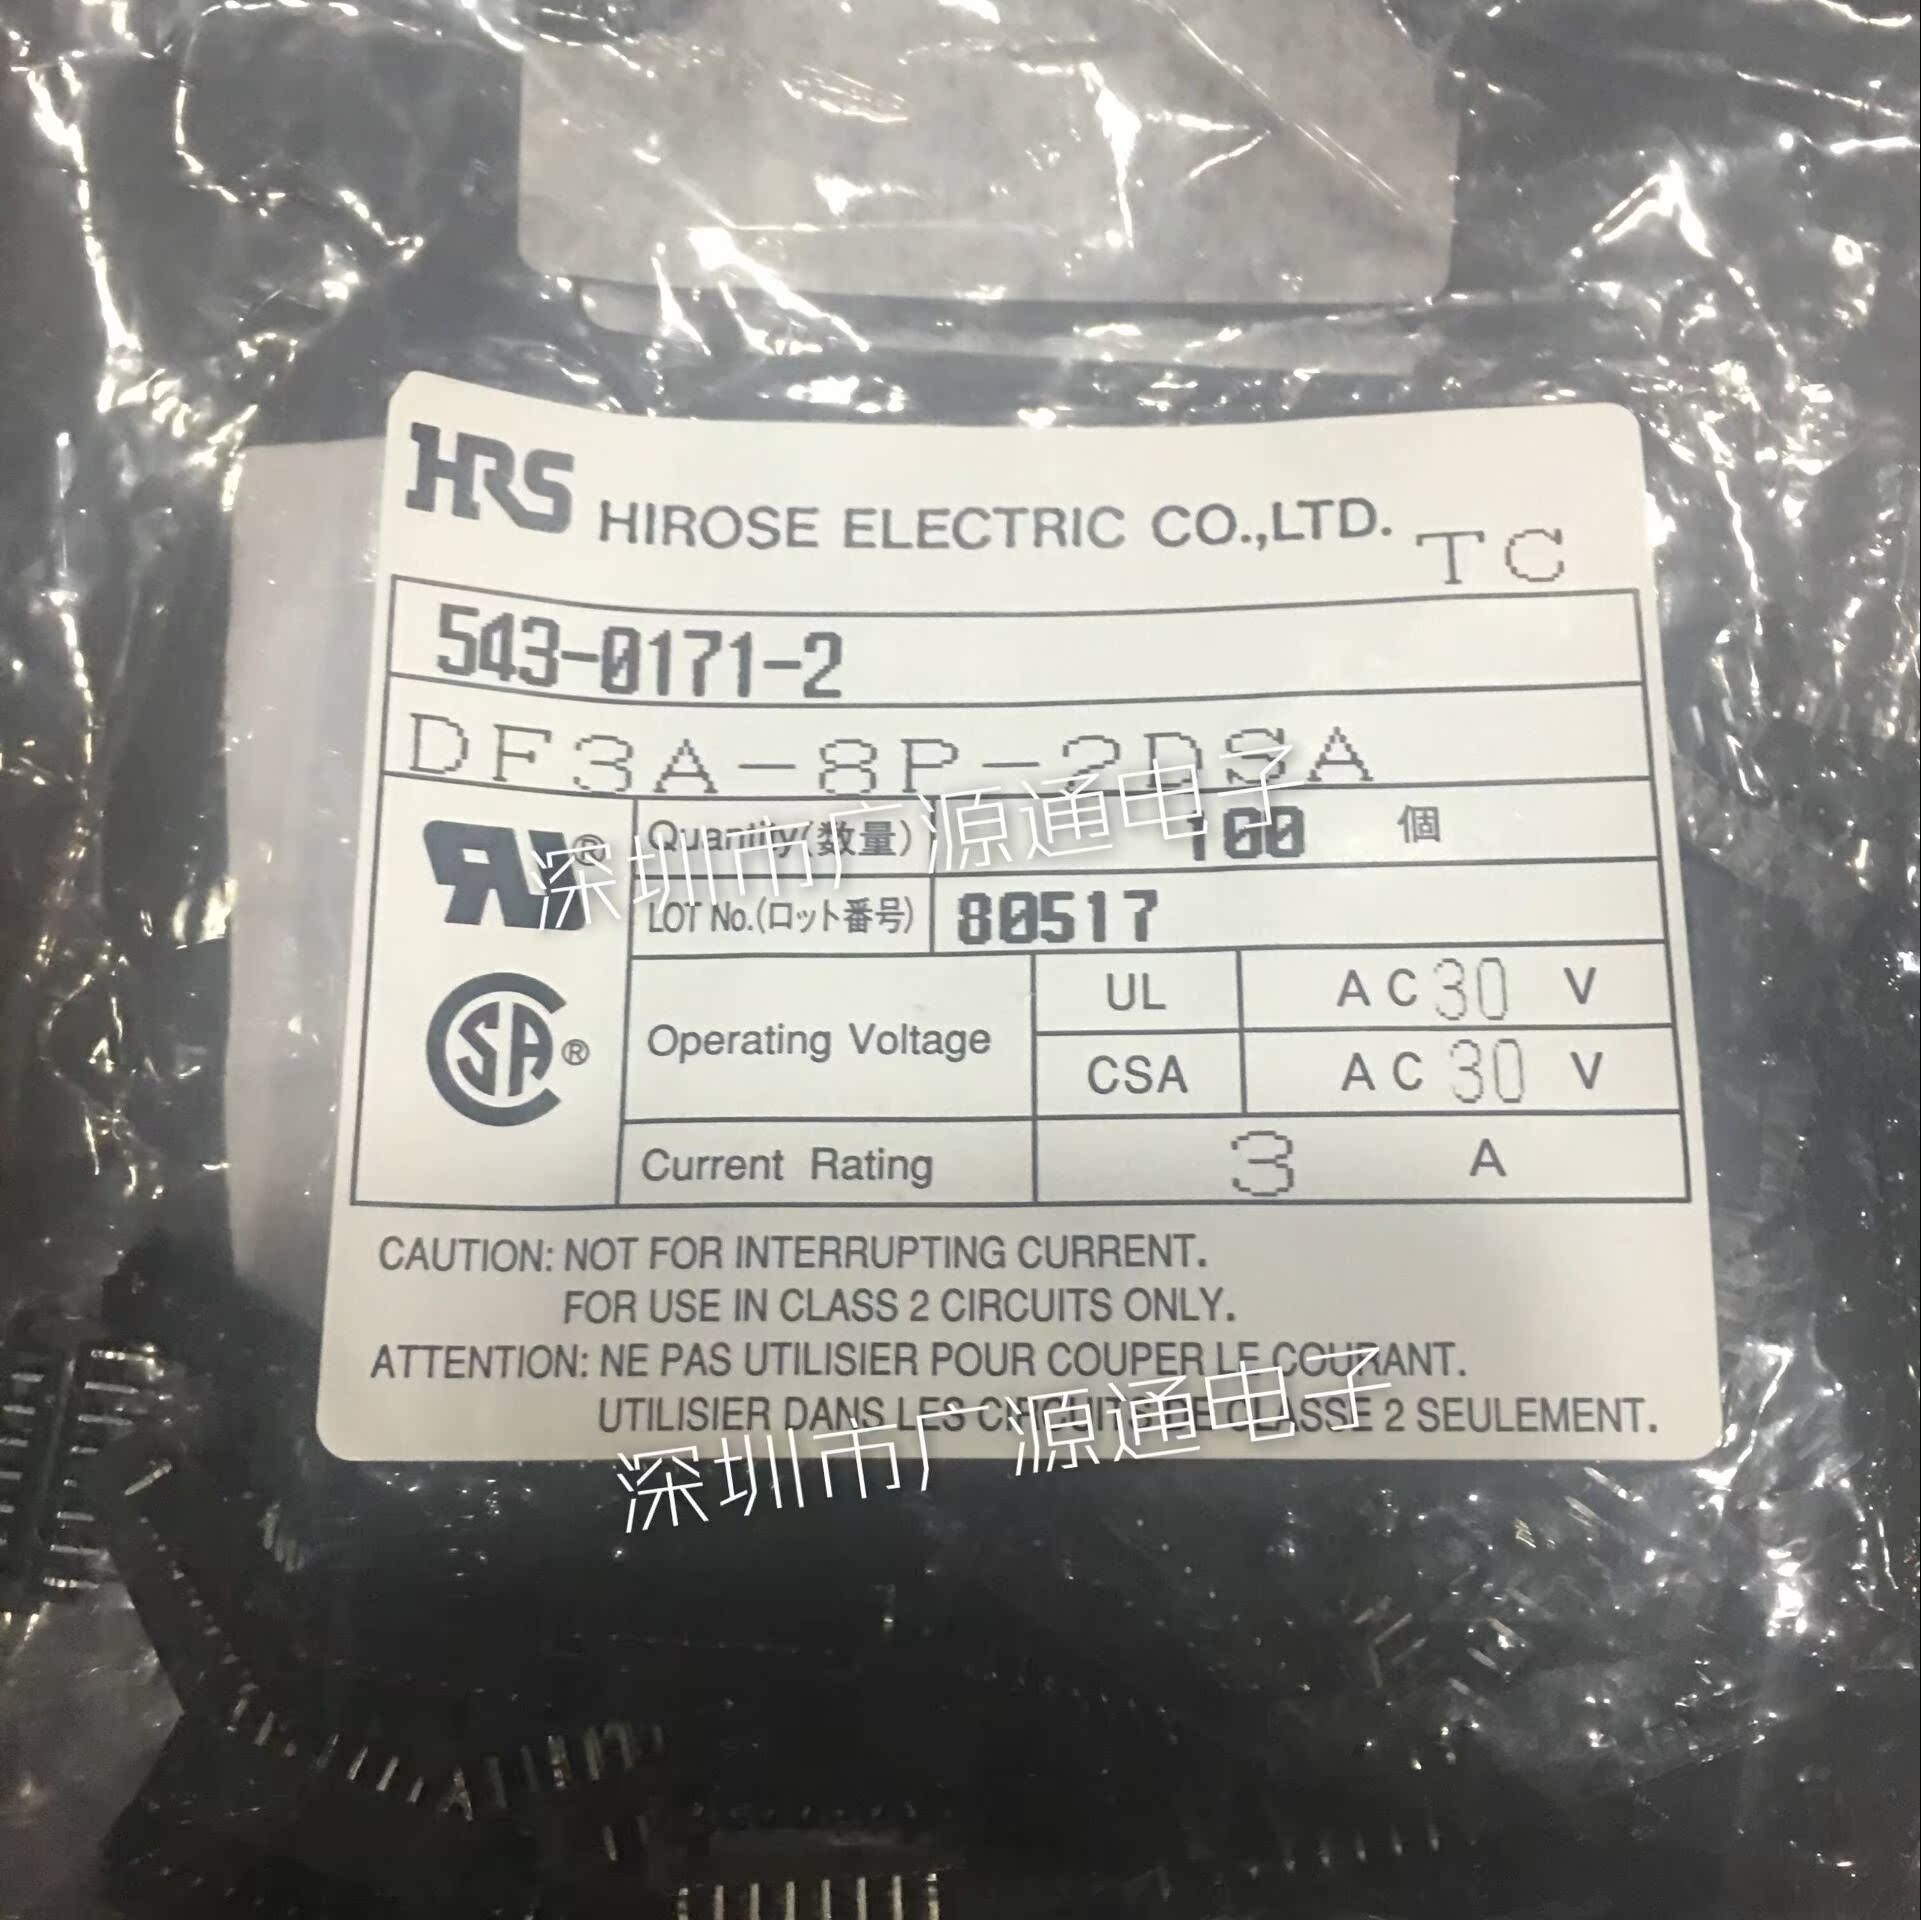 HRS HIROSE ELECTRIC CO.,LTD. TC
543-0171-2
DF3A-8P-2DSA
Quantity(数量) 100 個
LOT No.(ロット番号) 80517
Operating Voltage
UL AC 30 V
CSA AC 30 V
Current Rating 3 A
CAUTION: NOT FOR INTERRUPTING CURRENT.
FOR USE IN CLASS 2 CIRCUITS ONLY.
ATTENTION: NE PAS UTILISIER POUR COUPER LE COURANT.
UTILISIER DANS LES CIRCUITS DE CLASSE 2 SEULEMENT.
深圳市广源通电子
深圳市广源通电子